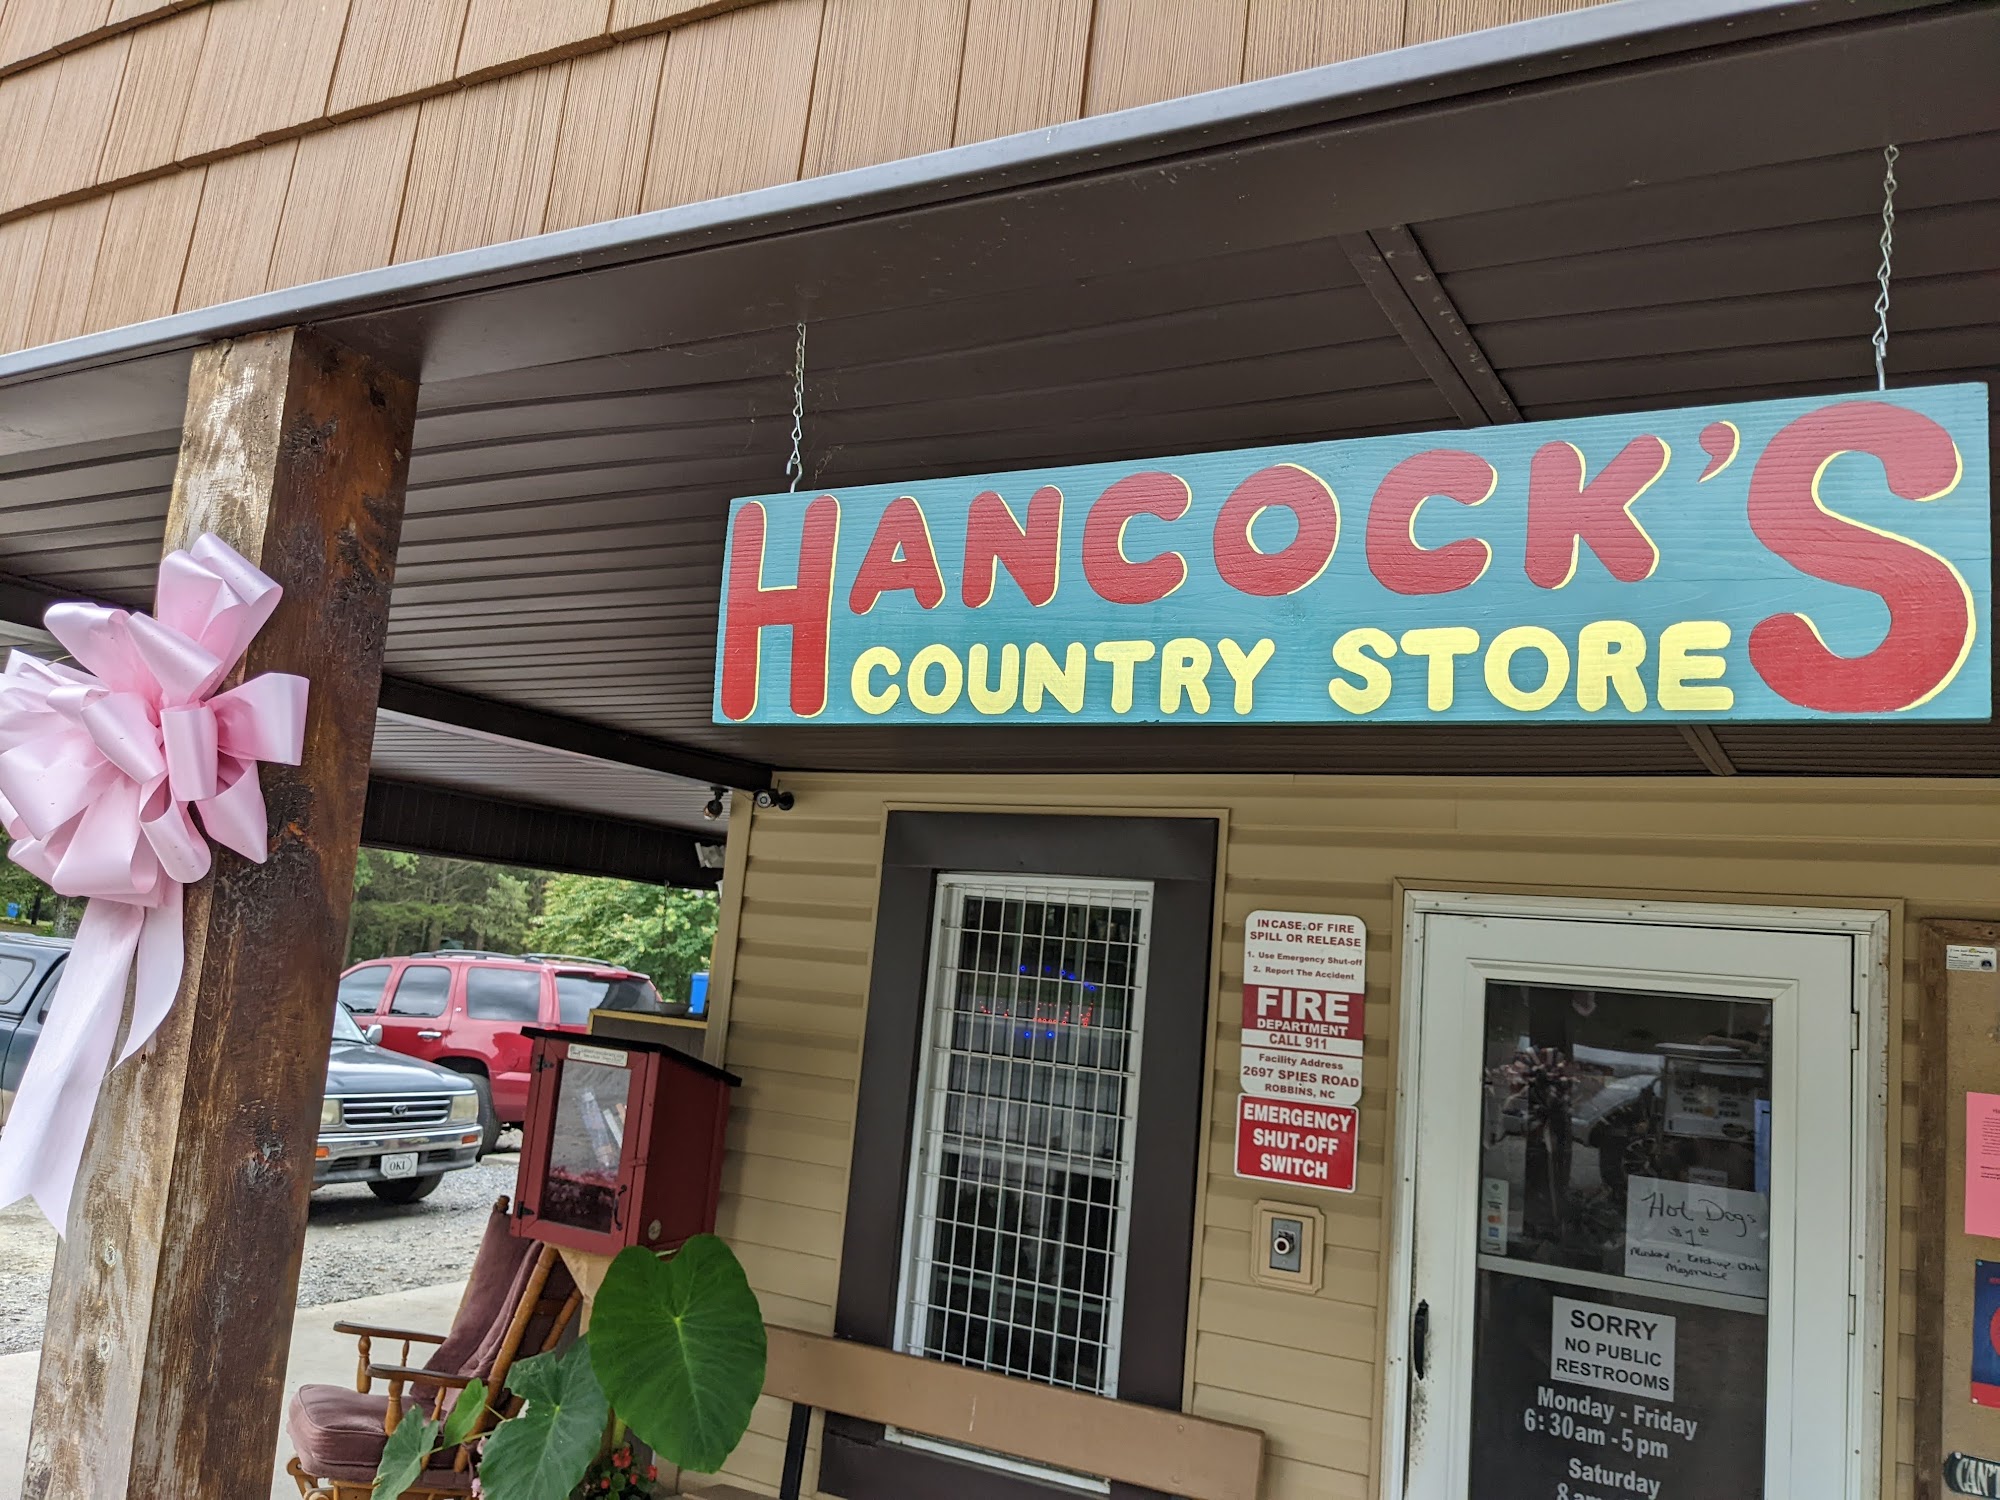 HANCOCK'S
COUNTRY STORE
IN CASE OF FIRE
SPILL OR RELEASE
1. Use Emergency Shut-off
2. Report The Accident
FIRE
DEPARTMENT
CALL 911
Facility Address
2697 SPIES ROAD
ROBBINS, NC
EMERGENCY
SHUT-OFF
SWITCH
Hot Dogs
SORRY
NO PUBLIC
RESTROOMS
Monday - Friday
6:30am - 5pm
Saturday
OKI